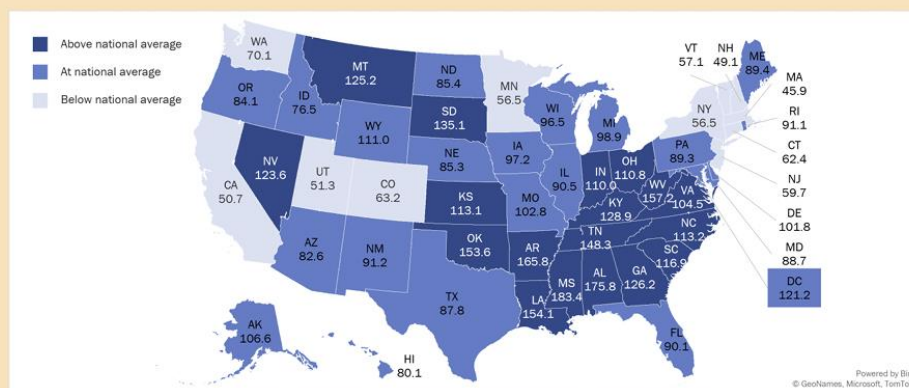 Above national average
At national average
Below national average
WA
70.1
MT
125.2
ND
85.4
MN
56.5
VT
57.1
NH
49.1
ME
89.4
MA
45.9
OR
84.1
ID
76.5
SD
135.1
WI
96.5
MI
98.9
NY
56.5
RI
91.1
WY
111.0
CT
62.4
NV
123.6
NE
85.3
IA
97.2
PA
89.3
NJ
59.7
CA
50.7
UT
51.3
CO
63.2
KS
113.1
MO
102.8
IL
90.5
IN
110.0
OH
110.8
WV
157.2
VA
104.5
DE
101.8
KY
128.9
NC
113.2
MD
88.7
AZ
82.6
NM
91.2
OK
153.6
AR
165.8
TN
148.3
SC
116.9
DC
121.2
MS
183.4
AL
175.8
GA
126.2
TX
87.8
LA
154.1
AK
106.6
HI
80.1
FL
90.1
Powered by Bi
© GeoNames, Microsoft, TomTo